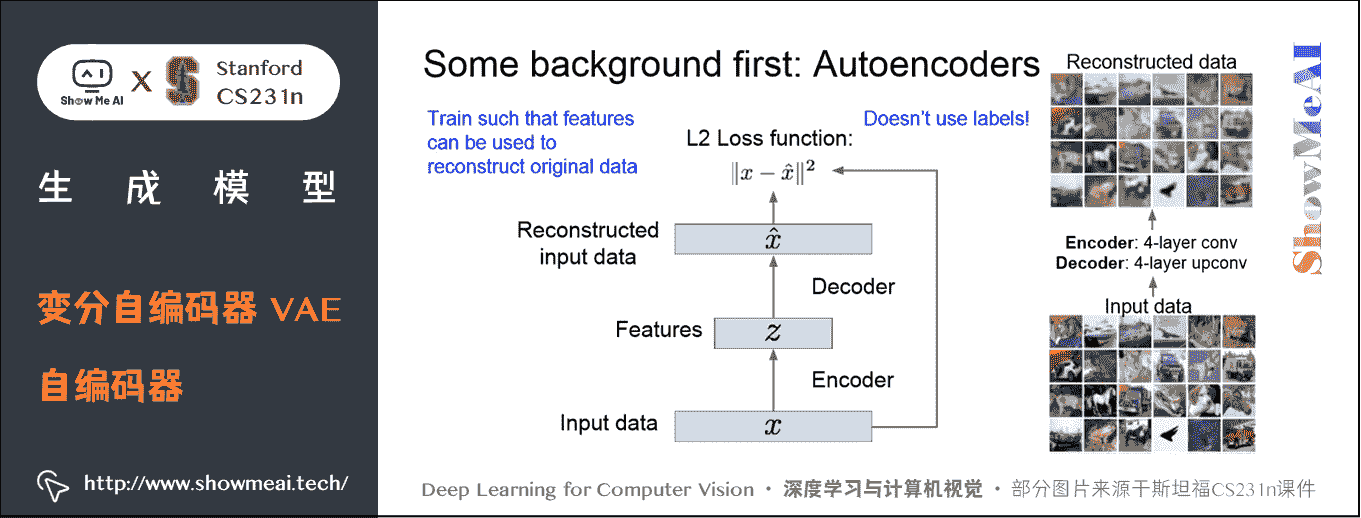 Show Me AI
X
Stanford
CS231n
生成模型
变分自编码器 VAE
自编码器
http://www.showmeai.tech/
Some background first: Autoencoders
Train such that features
can be used to
reconstruct original data
L2 Loss function:
Doesn't use labels!
‖x − x̂‖²
Reconstructed
input data
x̂
Decoder
Features
z
Encoder
Input data
x
Reconstructed data
Encoder: 4-layer conv
Decoder: 4-layer upconv
Input data
ShowMeAI
Deep Learning for Computer Vision · 深度学习与计算机视觉 · 部分图片来源于斯坦福CS231n课件